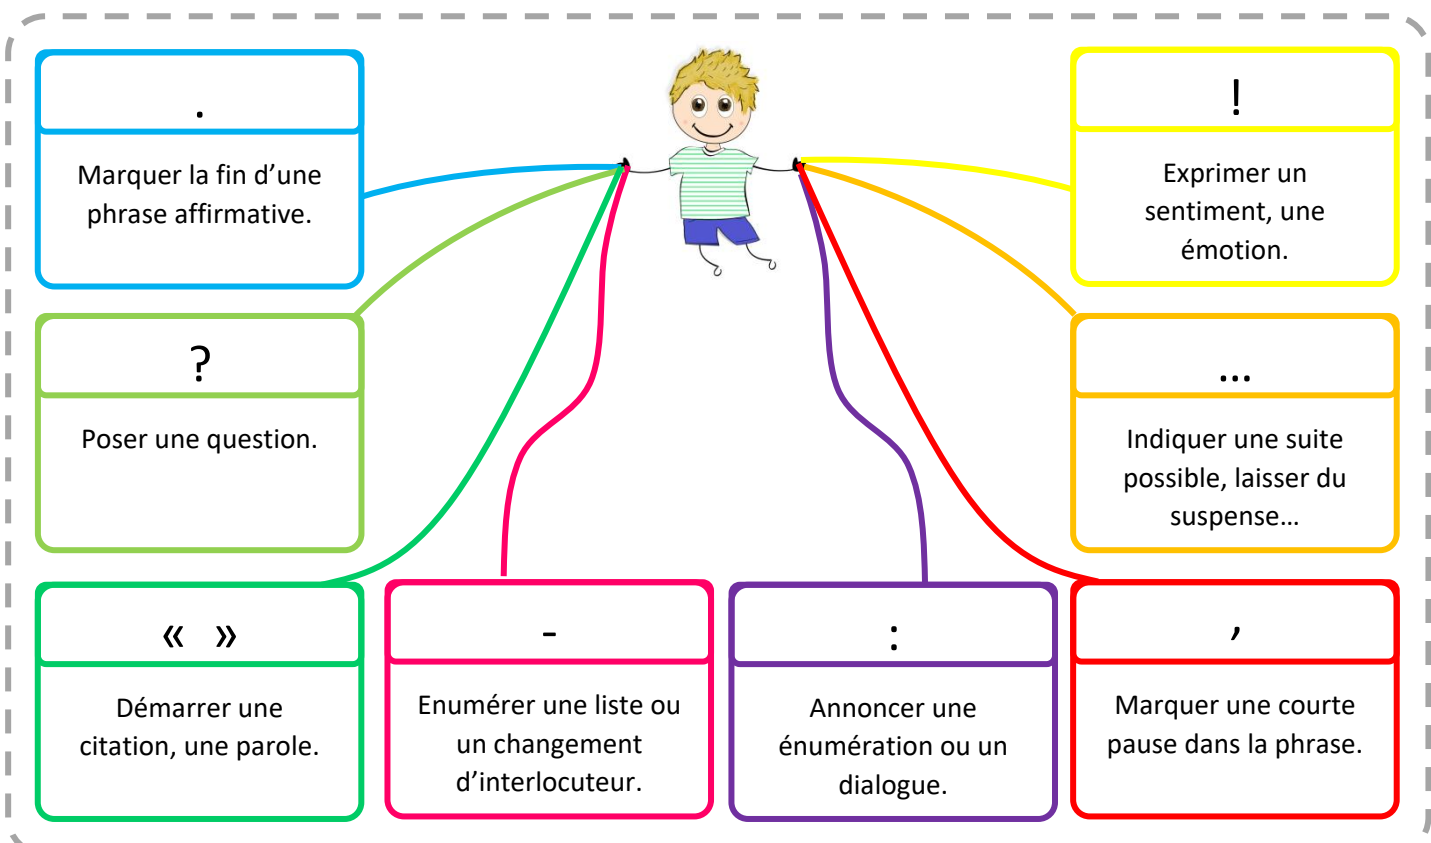 .
Marquer la fin d’une
phrase affirmative.
!
Exprimer un
sentiment, une
émotion.
?
Poser une question.
…
Indiquer une suite
possible, laisser du
suspense…
« »
Démarrer une
citation, une parole.
-
Enumérer une liste ou
un changement
d’interlocuteur.
:
Annoncer une
énumération ou un
dialogue.
,
Marquer une courte
pause dans la phrase.